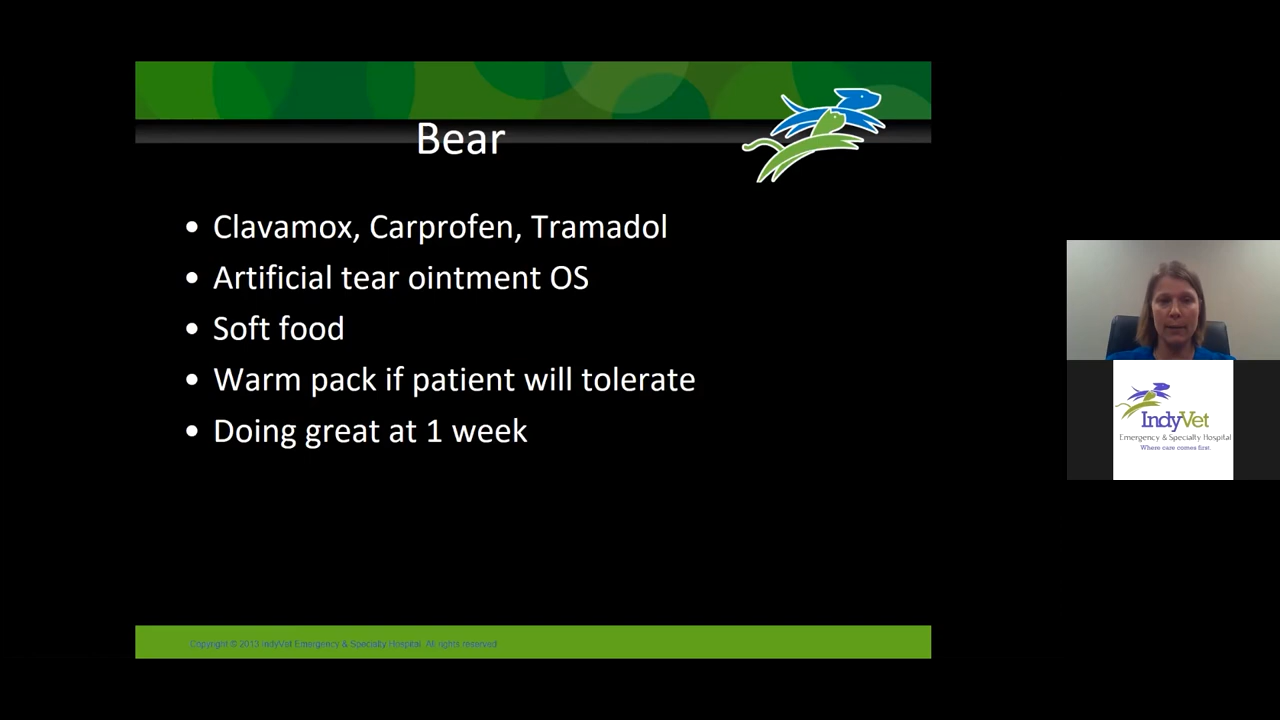 Bear
• Clavamox, Carprofen, Tramadol
• Artificial tear ointment OS
• Soft food
• Warm pack if patient will tolerate
• Doing great at 1 week
IndyVet
Emergency & Specialty Hospital
Where care comes first.
Copyright © 2013 IndyVet Emergency & Specialty Hospital. All rights reserved